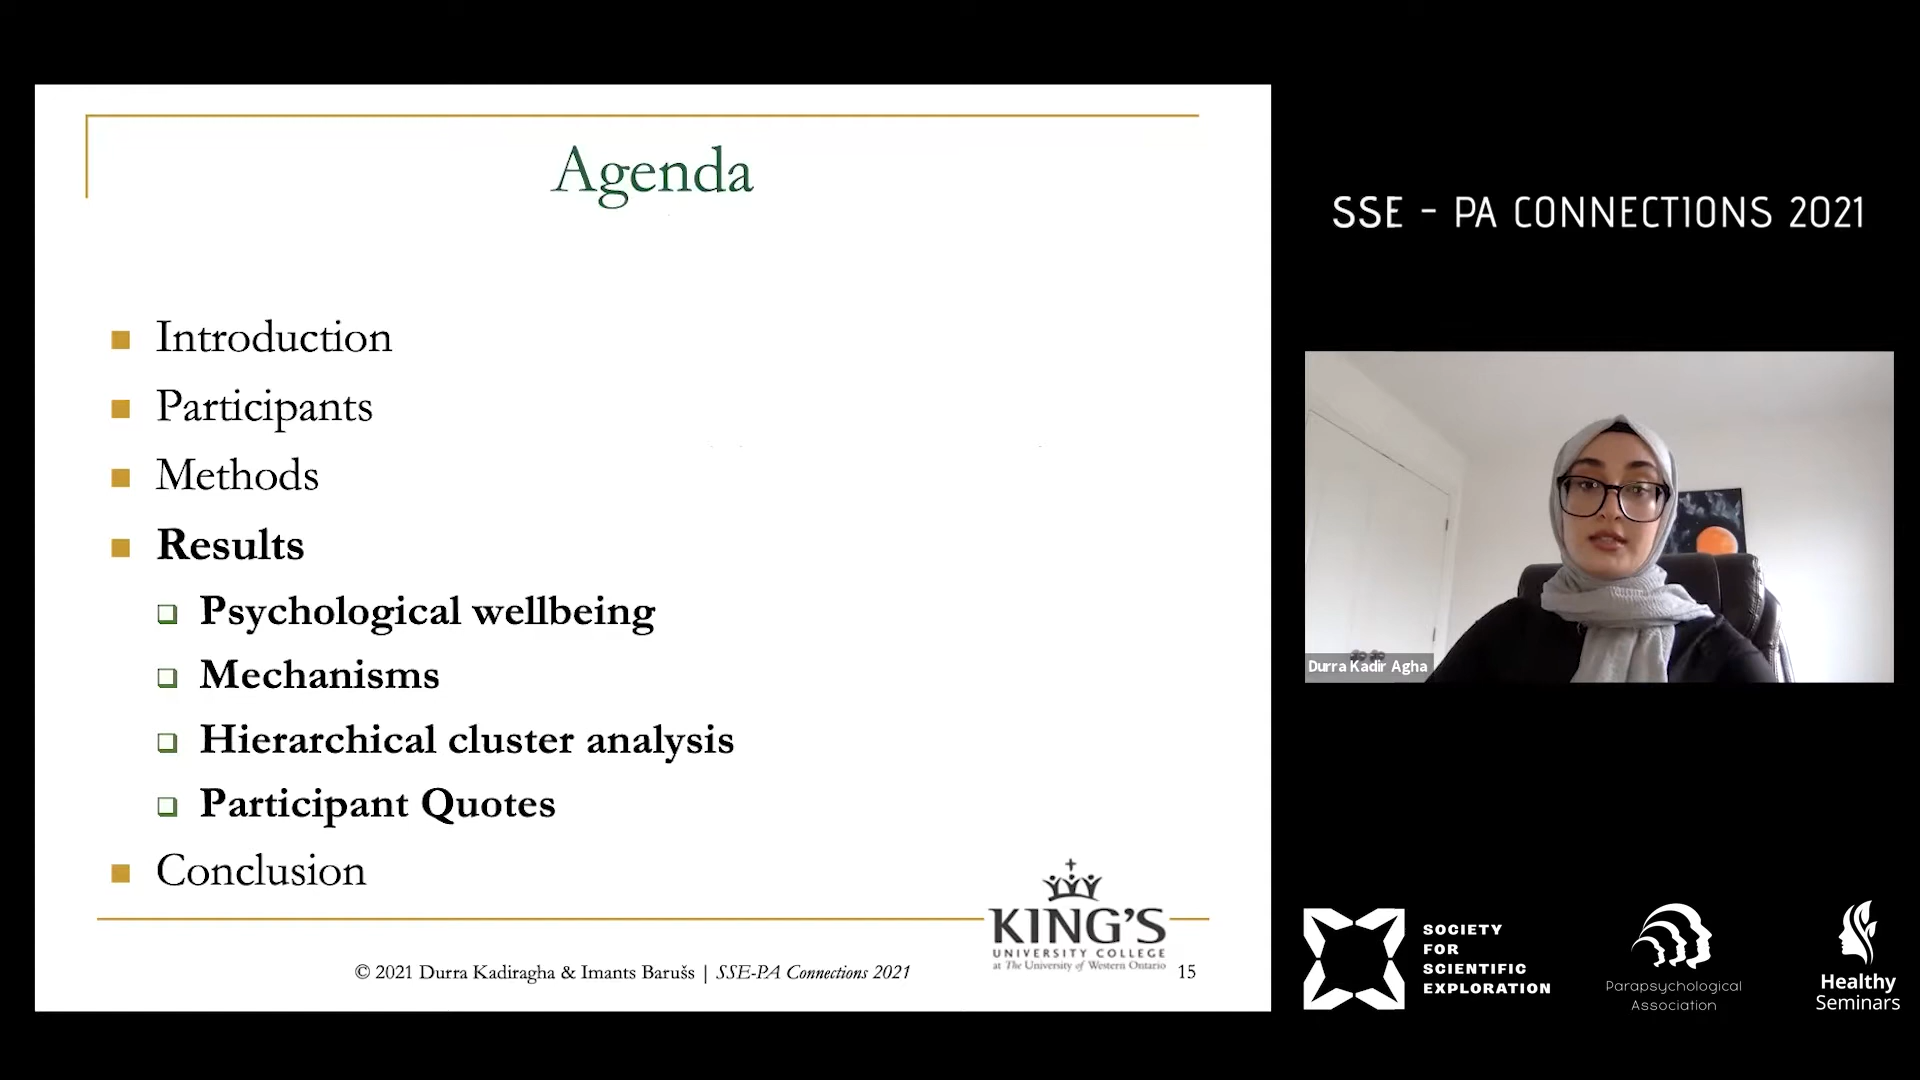 Agenda
Introduction
Participants
Methods
Results
Psychological wellbeing
Mechanisms
Hierarchical cluster analysis
Participant Quotes
Conclusion
KING'S
UNIVERSITY COLLEGE
at The University of Western Ontario
© 2021 Durra Kadiragha & Imants Barušs | SSE-PA Connections 2021
15
SSE - PA CONNECTIONS 2021
Durra Kadir Agha
SOCIETY
FOR
SCIENTIFIC
EXPLORATION
Parapsychological
Association
Healthy
Seminars